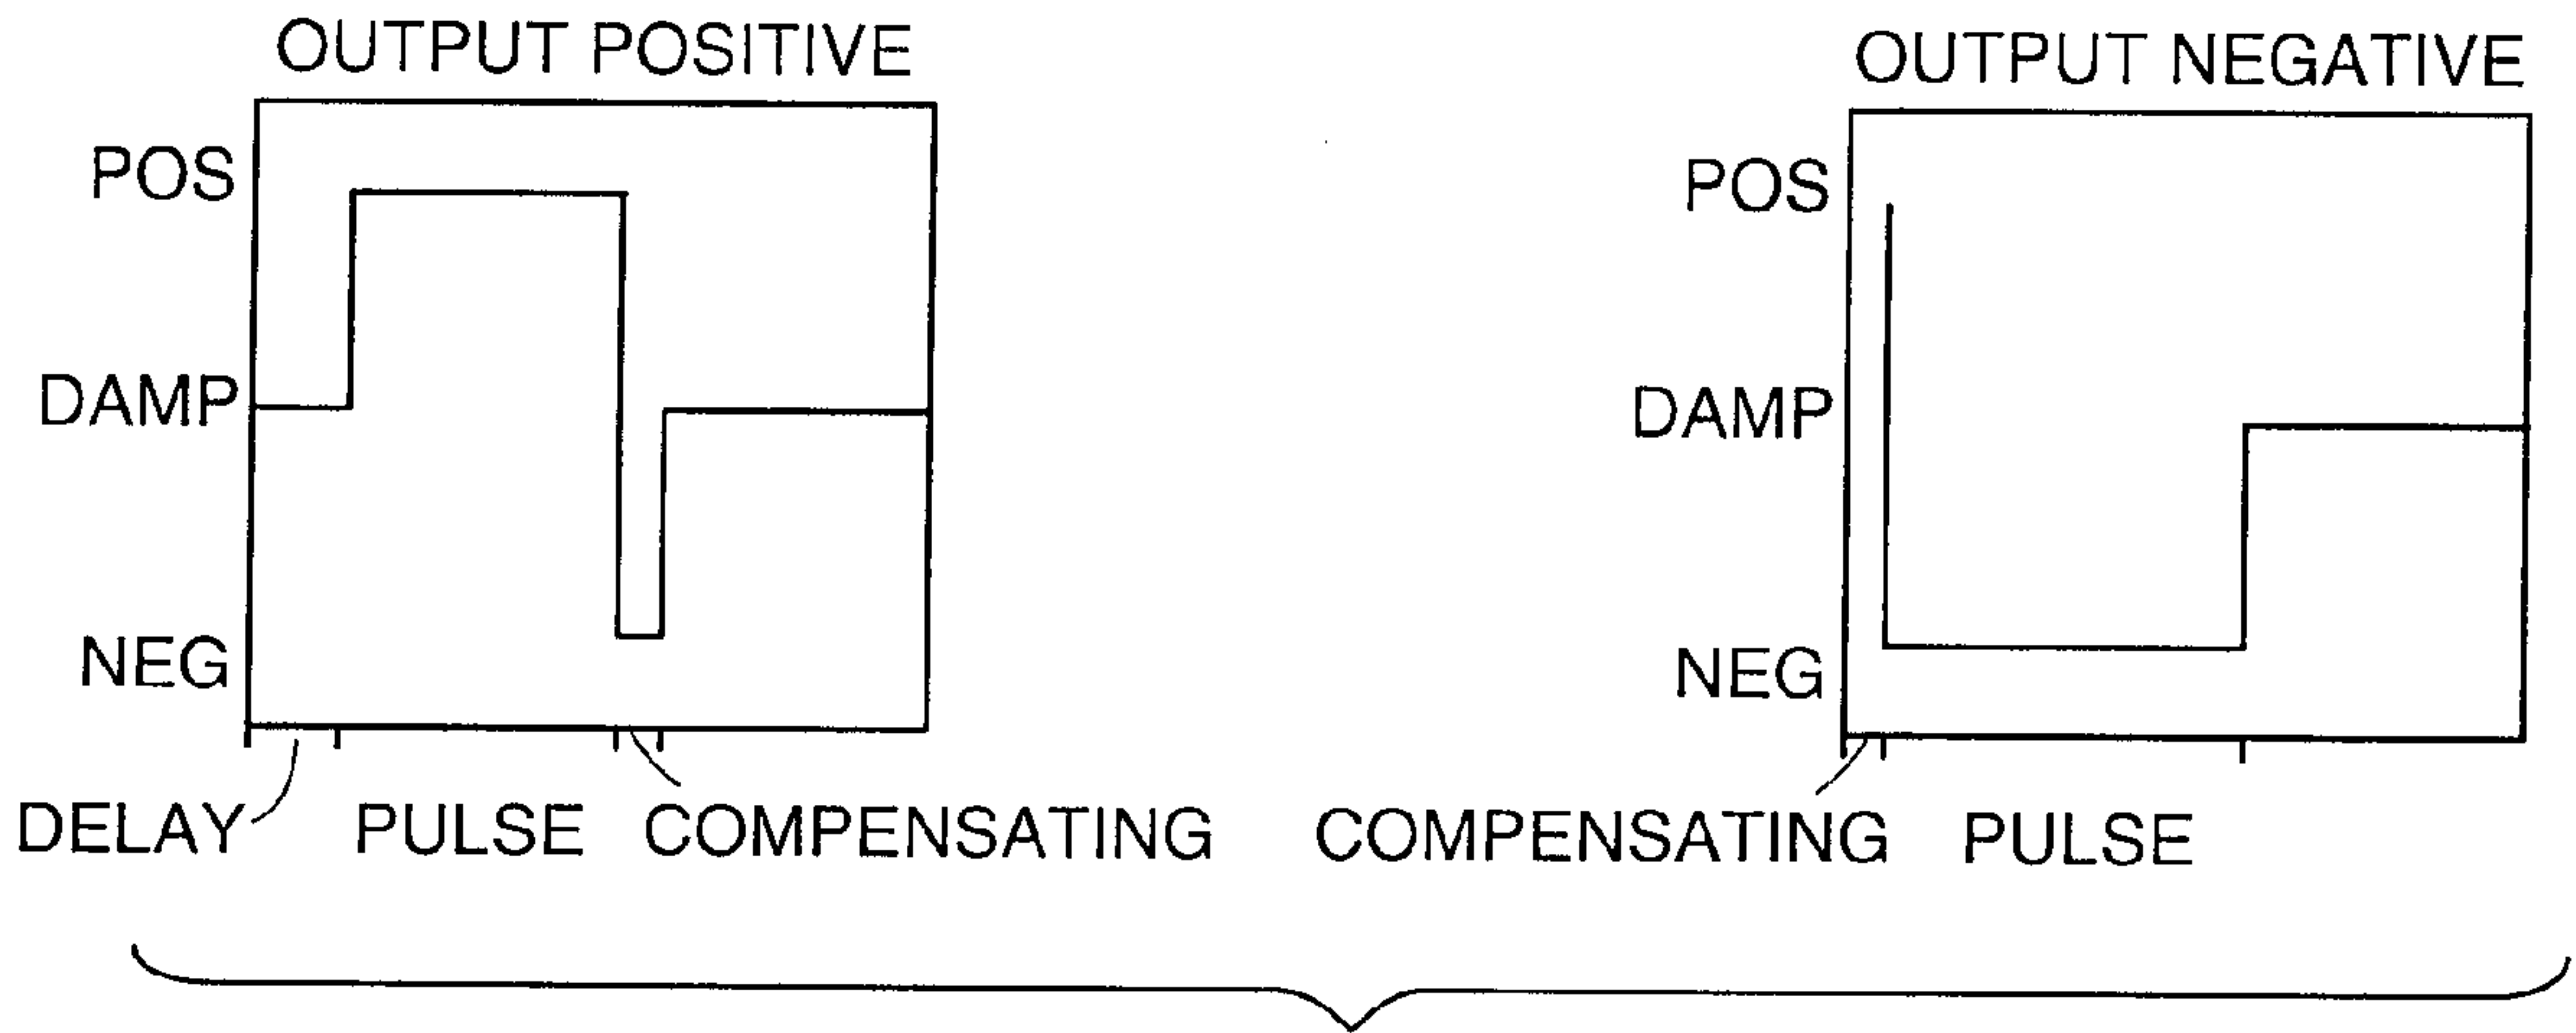 OUTPUT POSITIVE
POS
DAMP
NEG
DELAY
PULSE
COMPENSATING
OUTPUT NEGATIVE
POS
DAMP
NEG
COMPENSATING
PULSE